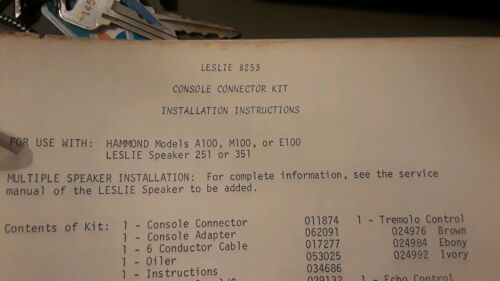 LESLIE 8253
CONSOLE CONNECTOR KIT
INSTALLATION INSTRUCTIONS
FOR USE WITH: HAMMOND Models A100, M100, or E100
LESLIE Speaker 251 or 351
MULTIPLE SPEAKER INSTALLATION: For complete information, see the service
manual of the LESLIE Speaker to be added.
Contents of Kit: 1 - Console Connector 011874 1 - Tremolo Control
1 - Console Adapter 062091 024976 Brown
1 - 6 Conductor Cable 017277 024984 Ebony
1 - Oiler 053025 024992 Ivory
1 - Instructions 034686
029132 1 - Echo Control